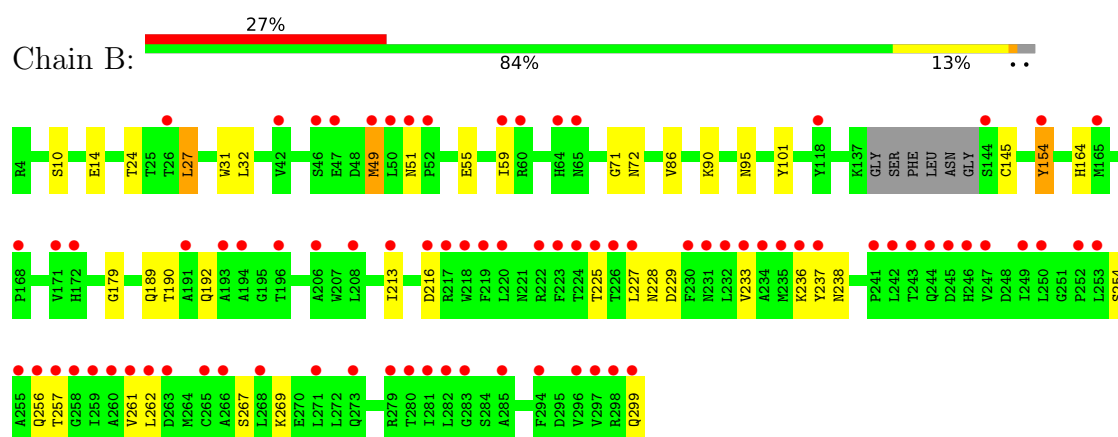 27%
Chain B:
84%
13%
R4 S10 E14 T24 T25 T26 L27 W31 L32 V42 S46 E47 D48 M49 L50 N51 P52 E55 I59 R60 H64 N65 G71 N72 V86 K90 N95 Y101 Y118 K137 GLY SER PHE LEU ASN GLY S144 C145 Y154 H164 M165
P168 V171 H172 G179 Q189 T190 A191 Q192 A193 A194 G195 T196 A206 W207 L208 I213 D216 R217 W218 F219 L220 N221 R222 F223 T224 T225 T226 L227 N228 D229 F230 N231 L232 V233 A234 M235 K236 Y237 N238 P241 L242 T243 Q244 D245 H246 V247 D248 I249 L250 G251 P252 L253 S254
A255 Q256 T257 G258 I259 A260 V261 L262 D263 M264 C265 A266 S267 L268 K269 E270 L271 L272 Q273 R279 T280 I281 L282 G283 S284 A285 F294 D295 V296 V297 R298 Q299